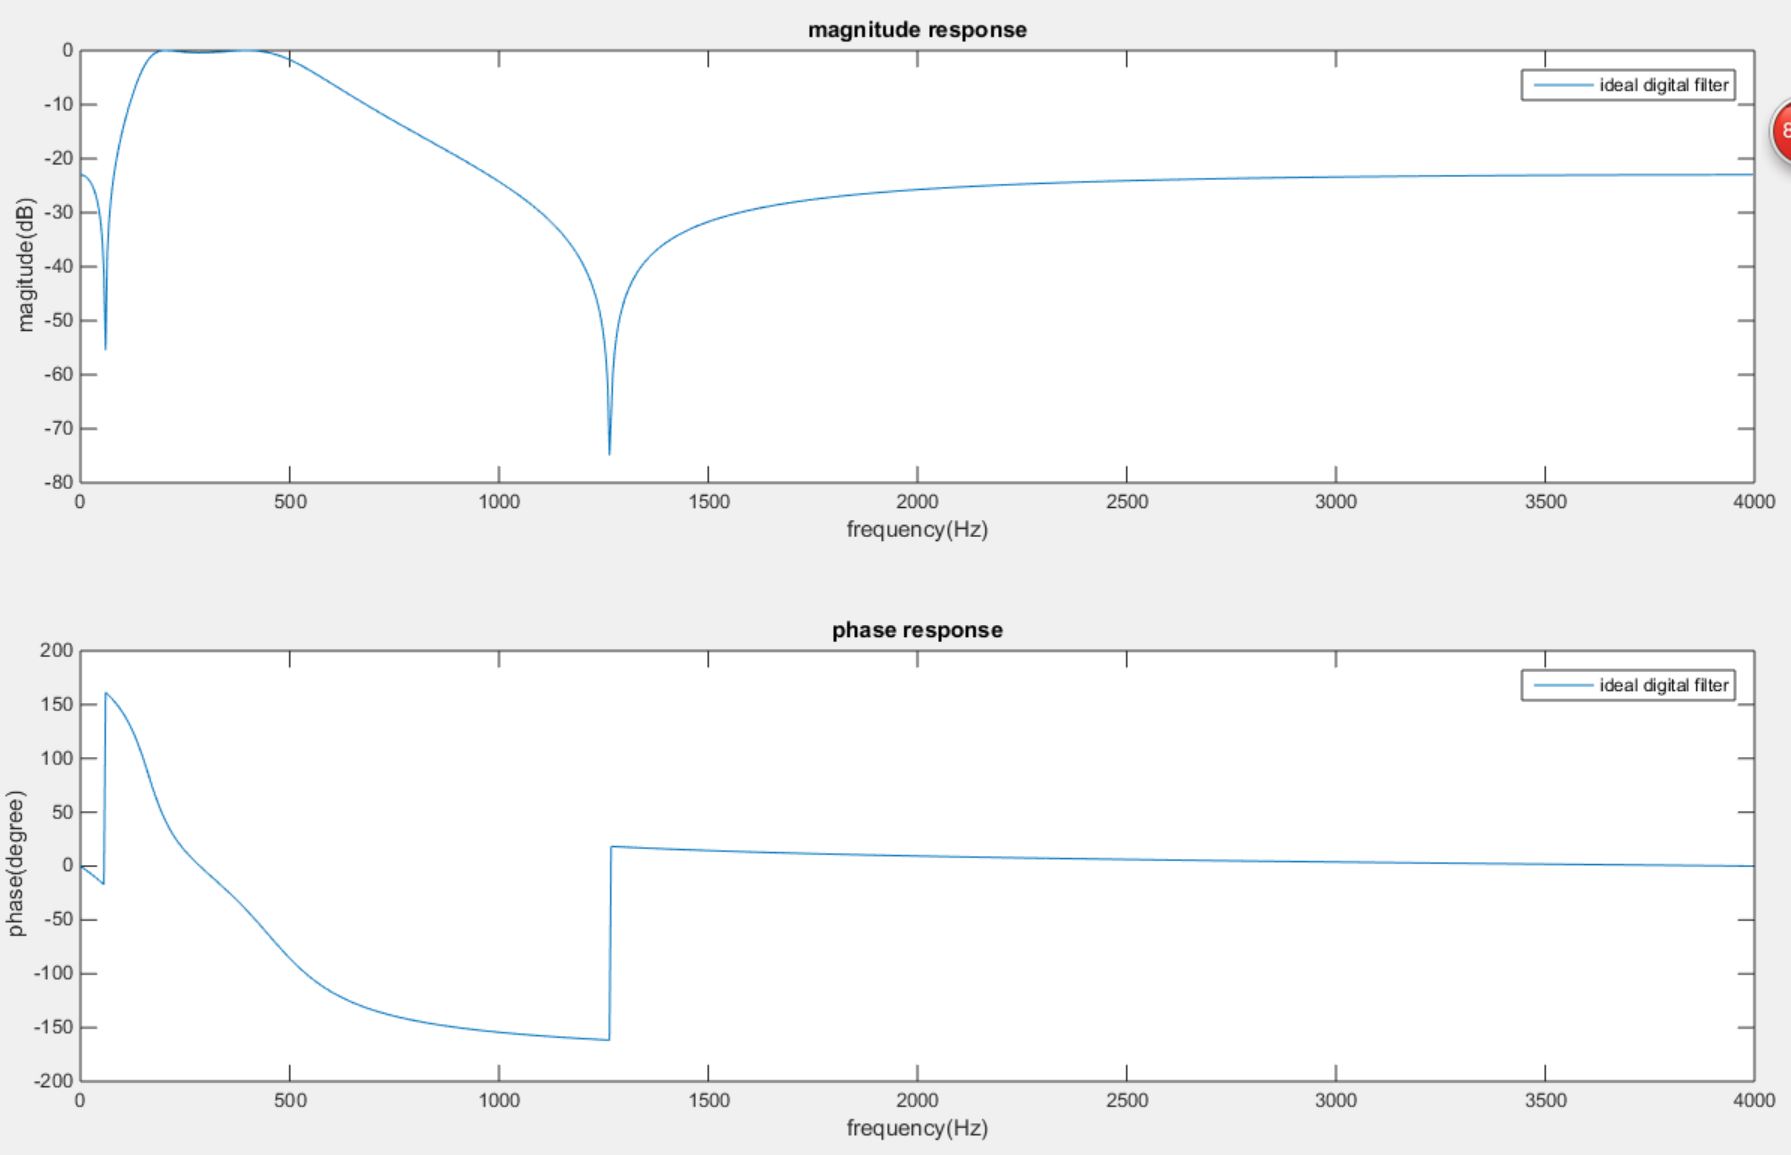 magnitude response
ideal digital filter
0
-10
-20
-30
-40
-50
-60
-70
-80
magitude(dB)
0 500 1000 1500 2000 2500 3000 3500 4000
frequency(Hz)
8
phase response
ideal digital filter
200
150
100
50
0
-50
-100
-150
-200
phase(degree)
0 500 1000 1500 2000 2500 3000 3500 4000
frequency(Hz)